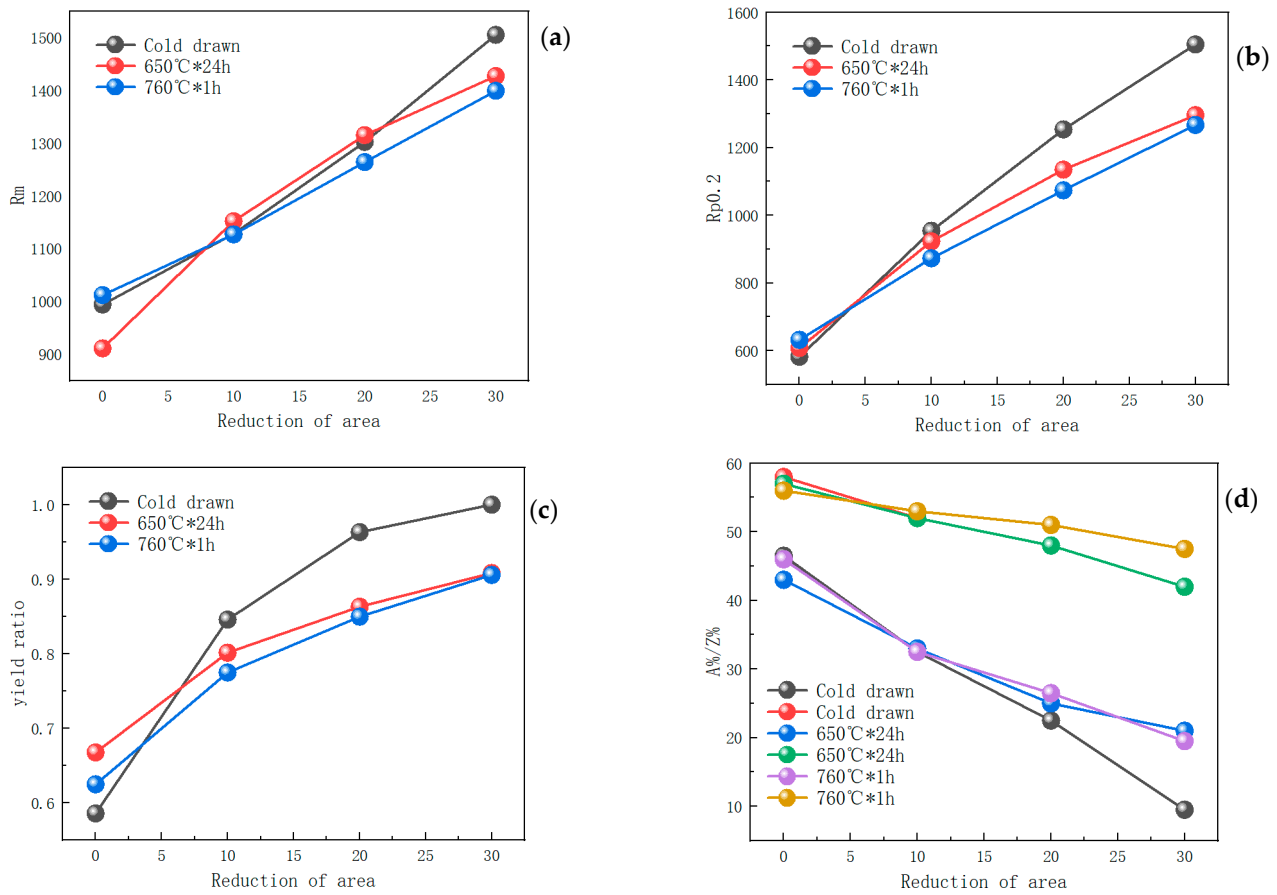 (a)
Cold drawn
650℃*24h
760℃*1h
1500
1400
1300
1200
1100
1000
900
Rm
0 5 10 15 20 25 30
Reduction of area
(b)
Cold drawn
650℃*24h
760℃*1h
1600
1400
1200
1000
800
600
Rp0.2
0 5 10 15 20 25 30
Reduction of area
(c)
Cold drawn
650℃*24h
760℃*1h
1.0
0.9
0.8
0.7
0.6
yield ratio
0 5 10 15 20 25 30
Reduction of area
(d)
60
50
40
30
20
10
A%/Z%
Cold drawn
Cold drawn
650℃*24h
650℃*24h
760℃*1h
760℃*1h
0 5 10 15 20 25 30
Reduction of area